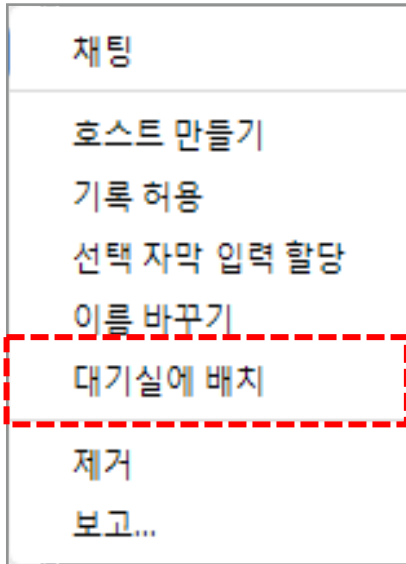 채팅
호스트 만들기
기록 허용
선택 자막 입력 할당
이름 바꾸기
대기실에 배치
제거
보고...